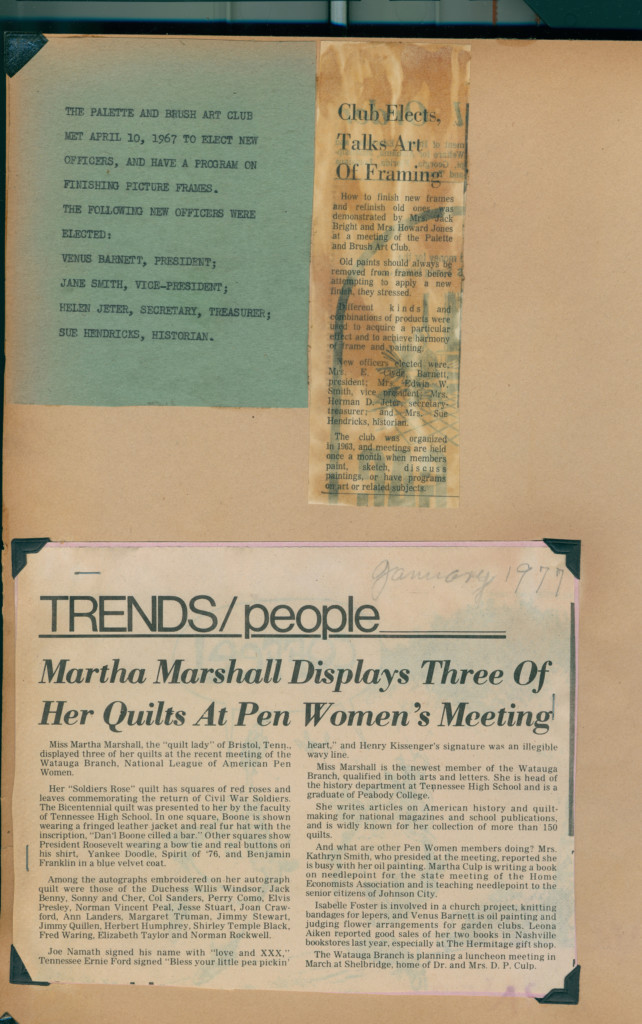 THE PALETTE AND BRUSH ART CLUB
MET APRIL 10, 1967 TO ELECT NEW
OFFICERS, AND HAVE A PROGRAM ON
FINISHING PICTURE FRAMES.
THE FOLLOWING NEW OFFICERS WERE
ELECTED:
VENUS BARNETT, PRESIDENT;
JANE SMITH, VICE-PRESIDENT;
HELEN JETER, SECRETARY, TREASURER;
SUE HENDRICKS, HISTORIAN.
Club Elects,
Talks Art
Of Framing
How to finish new frames
and refinish old ones was
demonstrated by Mrs. Jack
Bright and Mrs. Howard Jones
at a meeting of the Palette
and Brush Art Club.
Old paints should always be
removed from frames before
attempting to apply a new
finish, they stressed.
Different kinds and
combinations of products were
used to acquire a particular
effect and to achieve harmony
of frame and painting.
New officers elected were,
Mrs. E. Clyde Barnett,
president; Mrs. Edwin W.
Smith, vice president; Mrs.
Herman D. Jeter, secretary-
treasurer; and Mrs. Sue
Hendricks, historian.
The club was organized
in 1963, and meetings are held
once a month when members
paint, sketch, discuss
paintings, or have programs
on art or related subjects.
January 1977
TRENDS/people
Martha Marshall Displays Three Of
Her Quilts At Pen Women's Meeting
Miss Martha Marshall, the "quilt lady" of Bristol, Tenn.,
displayed three of her quilts at the recent meeting of the
Watauga Branch, National League of American Pen
Women.
Her "Soldiers Rose" quilt has squares of red roses and
leaves commemorating the return of Civil War Soldiers.
The Bicentennial quilt was presented to her by the faculty
of Tennessee High School. In one square, Boone is shown
wearing a fringed leather jacket and real fur hat with the
inscription, "Dan'l Boone cilled a bar." Other squares show
President Roosevelt wearing a bow tie and real buttons on
his shirt, Yankee Doodle, Spirit of '76, and Benjamin
Franklin in a blue velvet coat.
Among the autographs embroidered on her autograph
quilt were those of the Duchess Wllis Windsor, Jack
Benny, Sonny and Cher, Col Sanders, Perry Como, Elvis
Presley, Norman Vincent Peal, Jesse Stuart, Joan Craw-
ford, Ann Landers, Margaret Truman, Jimmy Stewart,
Jimmy Quillen, Herbert Humphrey, Shirley Temple Black,
Fred Waring, Elizabeth Taylor and Norman Rockwell.
Joe Namath signed his name with "love and XXX,"
Tennessee Ernie Ford signed "Bless your little pea pickin'
heart," and Henry Kissenger's signature was an illegible
wavy line.
Miss Marshall is the newest member of the Watauga
Branch, qualified in both arts and letters. She is head of
the history department at Tennessee High School and is a
graduate of Peabody College.
She writes articles on American history and quilt-
making for national magazines and school publications,
and is widly known for her collection of more than 150
quilts.
And what are other Pen Women members doing? Mrs.
Kathryn Smith, who presided at the meeting, reported she
is busy with her oil painting. Martha Culp is writing a book
on needlepoint for the state meeting of the Home
Economists Association and is teaching needlepoint to the
senior citizens of Johnson City.
Isabelle Foster is involved in a church project, knitting
bandages for lepers, and Venus Barnett is oil painting and
judging flower arrangements for garden clubs. Leona
Aiken reported good sales of her two books in Nashville
bookstores last year, especially at The Hermitage gift shop.
The Watauga Branch is planning a luncheon meeting in
March at Shelbridge, home of Dr. and Mrs. D. P. Culp.